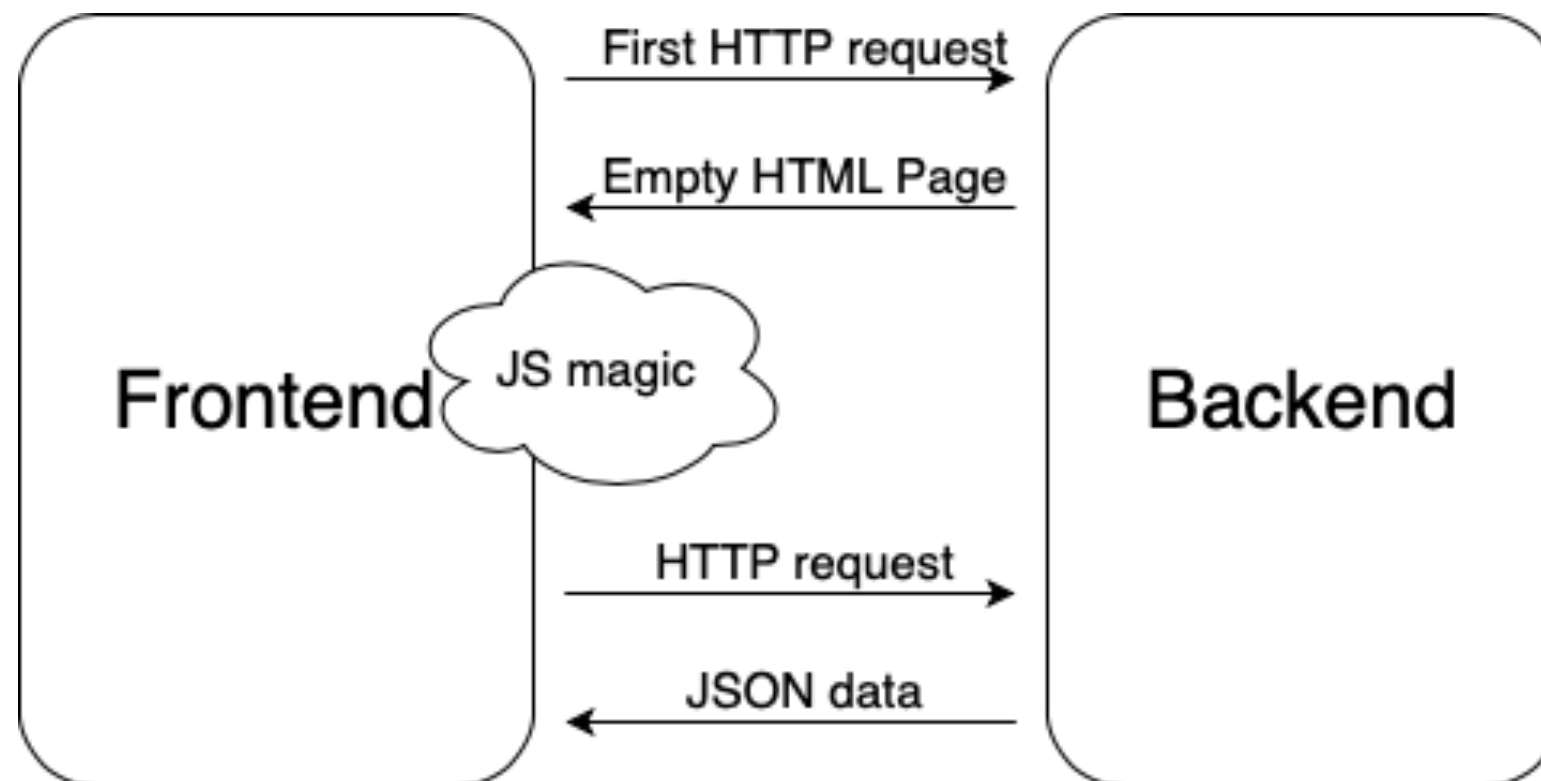 First HTTP request
Empty HTML Page
JS magic
Frontend
Backend
HTTP request
JSON data